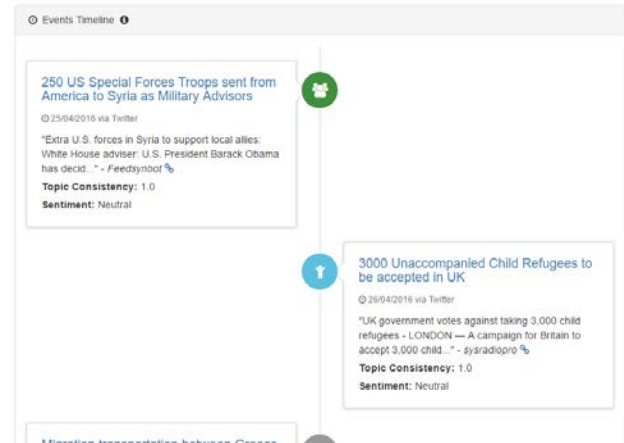 Events Timeline
250 US Special Forces Troops sent from
America to Syria as Military Advisors
25/04/2016 via Twitter
"Extra U.S. forces in Syria to support local allies:
White House adviser: U.S. President Barack Obama
has decid..." - Feedsynbot
Topic Consistency: 1.0
Sentiment: Neutral
3000 Unaccompanied Child Refugees to
be accepted in UK
26/04/2016 via Twitter
"UK government votes against taking 3,000 child
refugees - LONDON — A campaign for Britain to
accept 3,000 child..." - sysradiopro
Topic Consistency: 1.0
Sentiment: Neutral
Migration transportation between Greece